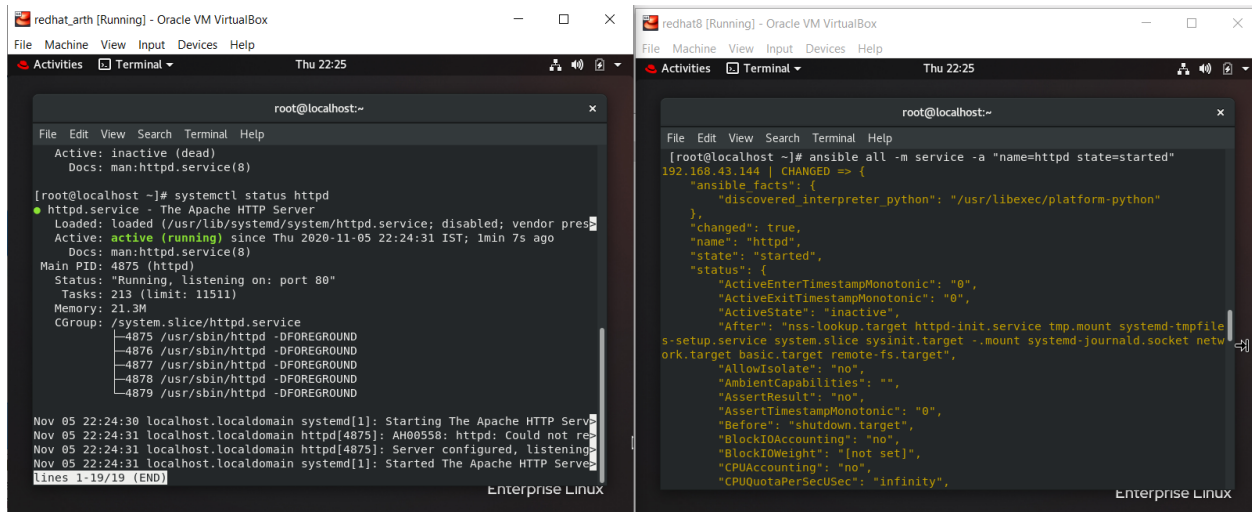 redhat_arth [Running] - Oracle VM VirtualBox
File Machine View Input Devices Help
Activities Terminal Thu 22:25
root@localhost:~
File Edit View Search Terminal Help
Active: inactive (dead)
Docs: man:httpd.service(8)
[root@localhost ~]# systemctl status httpd
● httpd.service - The Apache HTTP Server
Loaded: loaded (/usr/lib/systemd/system/httpd.service; disabled; vendor pres>
Active: active (running) since Thu 2020-11-05 22:24:31 IST; 1min 7s ago
Docs: man:httpd.service(8)
Main PID: 4875 (httpd)
Status: "Running, listening on: port 80"
Tasks: 213 (limit: 11511)
Memory: 21.3M
CGroup: /system.slice/httpd.service
├─4875 /usr/sbin/httpd -DFOREGROUND
├─4876 /usr/sbin/httpd -DFOREGROUND
├─4877 /usr/sbin/httpd -DFOREGROUND
├─4878 /usr/sbin/httpd -DFOREGROUND
└─4879 /usr/sbin/httpd -DFOREGROUND
Nov 05 22:24:30 localhost.localdomain systemd[1]: Starting The Apache HTTP Serv>
Nov 05 22:24:31 localhost.localdomain httpd[4875]: AH00558: httpd: Could not re>
Nov 05 22:24:31 localhost.localdomain httpd[4875]: Server configured, listening>
Nov 05 22:24:31 localhost.localdomain systemd[1]: Started The Apache HTTP Serve>
lines 1-19/19 (END)
Enterprise Linux
redhat8 [Running] - Oracle VM VirtualBox
File Machine View Input Devices Help
Activities Terminal Thu 22:25
root@localhost:~
File Edit View Search Terminal Help
[root@localhost ~]# ansible all -m service -a "name=httpd state=started"
192.168.43.144 | CHANGED => {
"ansible_facts": {
"discovered_interpreter_python": "/usr/libexec/platform-python"
},
"changed": true,
"name": "httpd",
"state": "started",
"status": {
"ActiveEnterTimestampMonotonic": "0",
"ActiveExitTimestampMonotonic": "0",
"ActiveState": "inactive",
"After": "nss-lookup.target httpd-init.service tmp.mount systemd-tmpfile
s-setup.service system.slice sysinit.target -.mount systemd-journald.socket netw
ork.target basic.target remote-fs.target",
"AllowIsolate": "no",
"AmbientCapabilities": "",
"AssertResult": "no",
"AssertTimestampMonotonic": "0",
"Before": "shutdown.target",
"BlockIOAccounting": "no",
"BlockIOWeight": "[not set]",
"CPUAccounting": "no",
"CPUQuotaPerSecUSec": "infinity",
Enterprise Linux